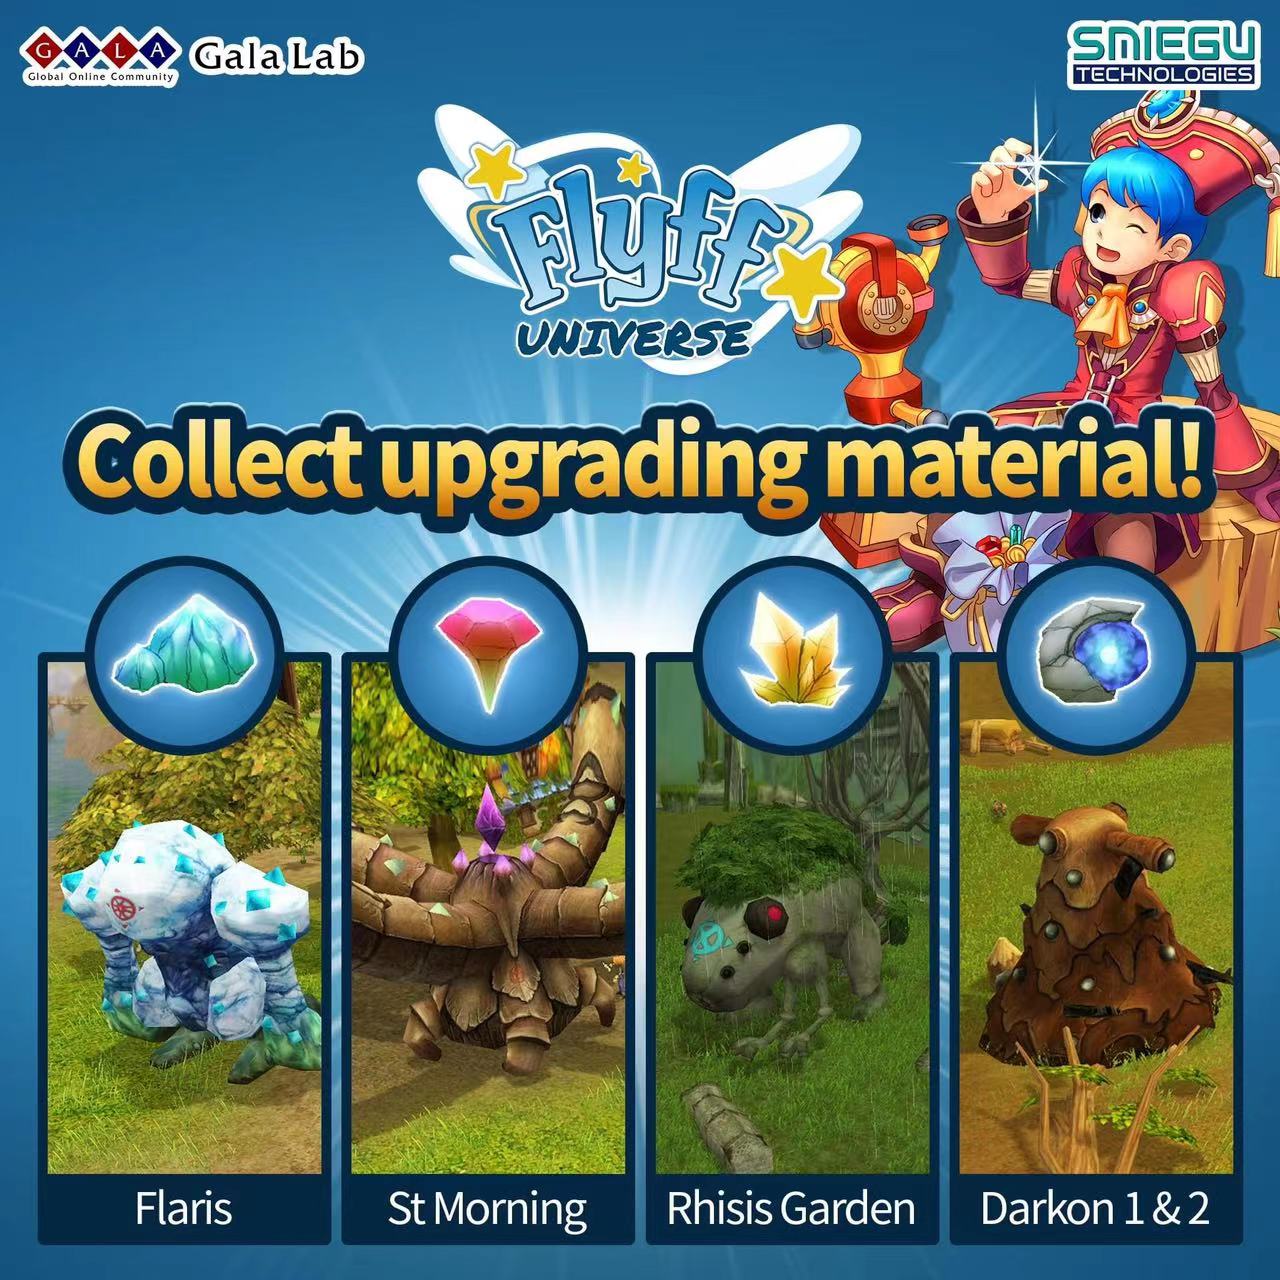 GALA
Global Online Community
Gala Lab
SNIEGU
TECHNOLOGIES
Flyff
UNIVERSE
Collect upgrading material!
Flaris
St Morning
Rhisis Garden
Darkon 1 & 2